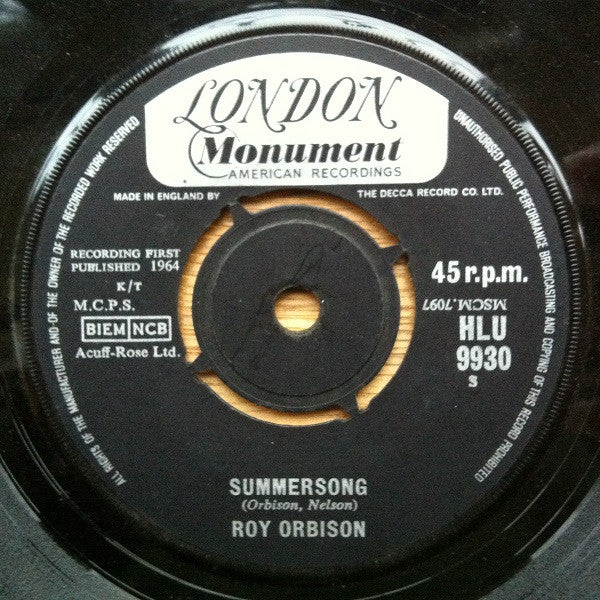 LONDON
Monument
AMERICAN RECORDINGS
MADE IN ENGLAND BY THE DECCA RECORD CO. LTD.
ALL RIGHTS OF THE MANUFACTURER AND OF THE OWNER OF THE RECORDED WORK RESERVED
UNAUTHORISED PUBLIC PERFORMANCE BROADCASTING AND COPYING OF THIS RECORD PROHIBITED
RECORDING FIRST
PUBLISHED 1964
K/T
M.C.P.S.
BIEM NCB
Acuff-Rose Ltd.
45 r.p.m.
MSCM.7097
HLU
9930
S
SUMMERSONG
(Orbison, Nelson)
ROY ORBISON